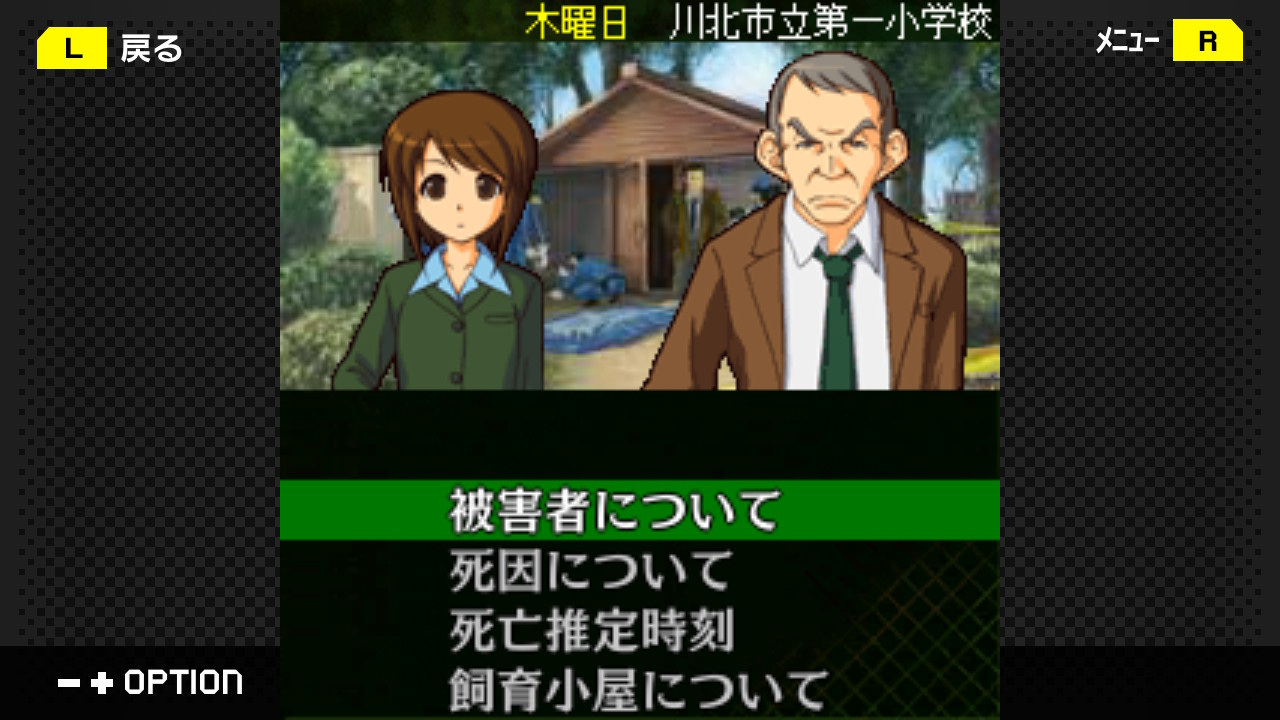 木曜日 川北市立第一小学校
L 戻る
メニュー R
被害者について
死因について
死亡推定時刻
飼育小屋について
OPTION